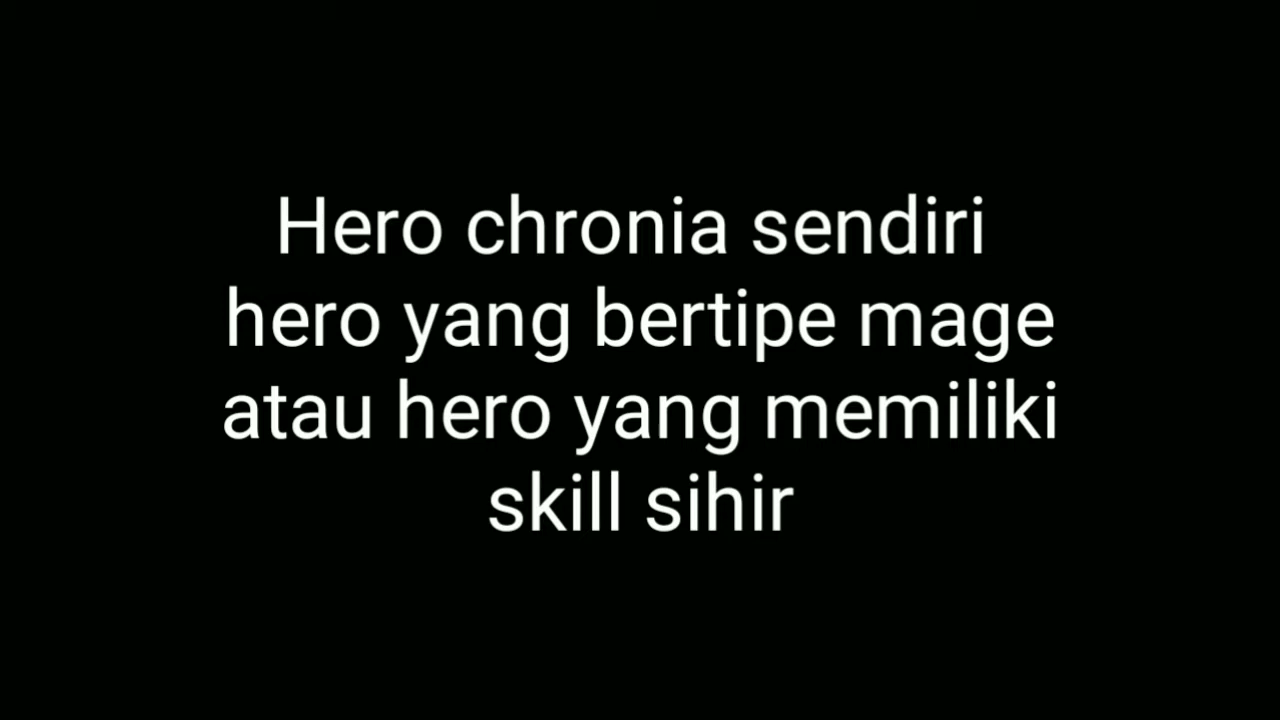 Hero chronia sendiri
hero yang bertipe mage
atau hero yang memiliki
skill sihir